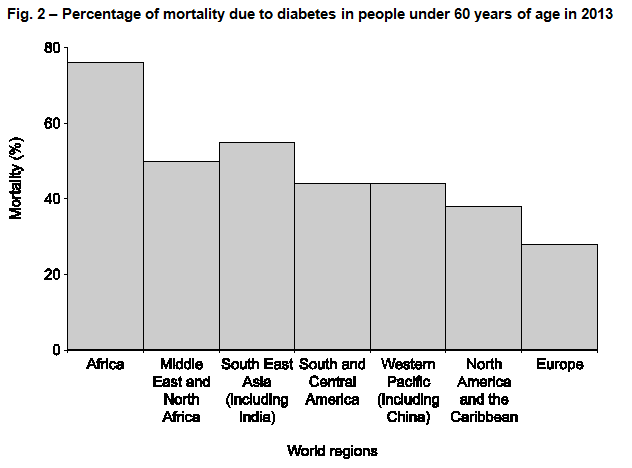 Fig. 2 – Percentage of mortality due to diabetes in people under 60 years of age in 2013
80
60
40
20
0
Mortality (%)
Africa
Middle
East and
North
Africa
South East
Asia
(including
India)
South and
Central
America
Western
Pacific
(including
China)
North
America
and the
Caribbean
Europe
World regions